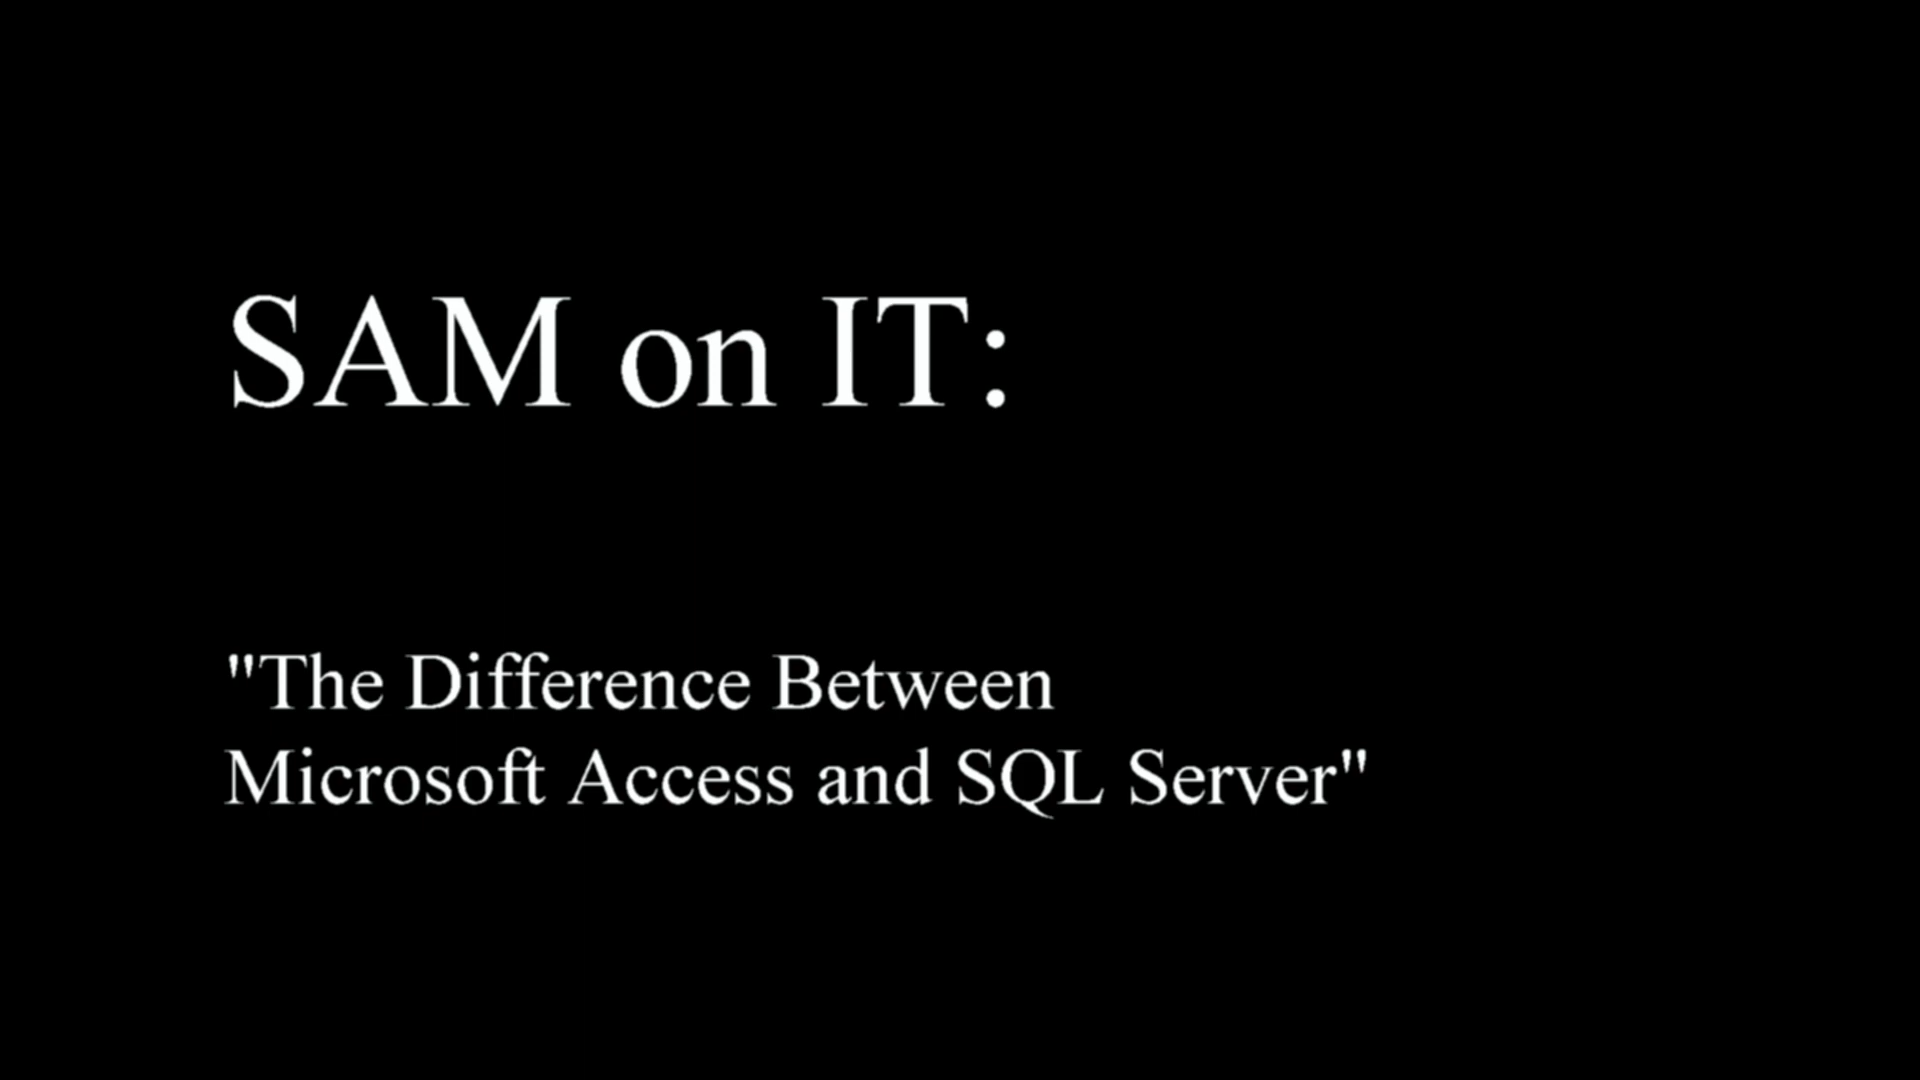 SAM on IT:
"The Difference Between
Microsoft Access and SQL Server"